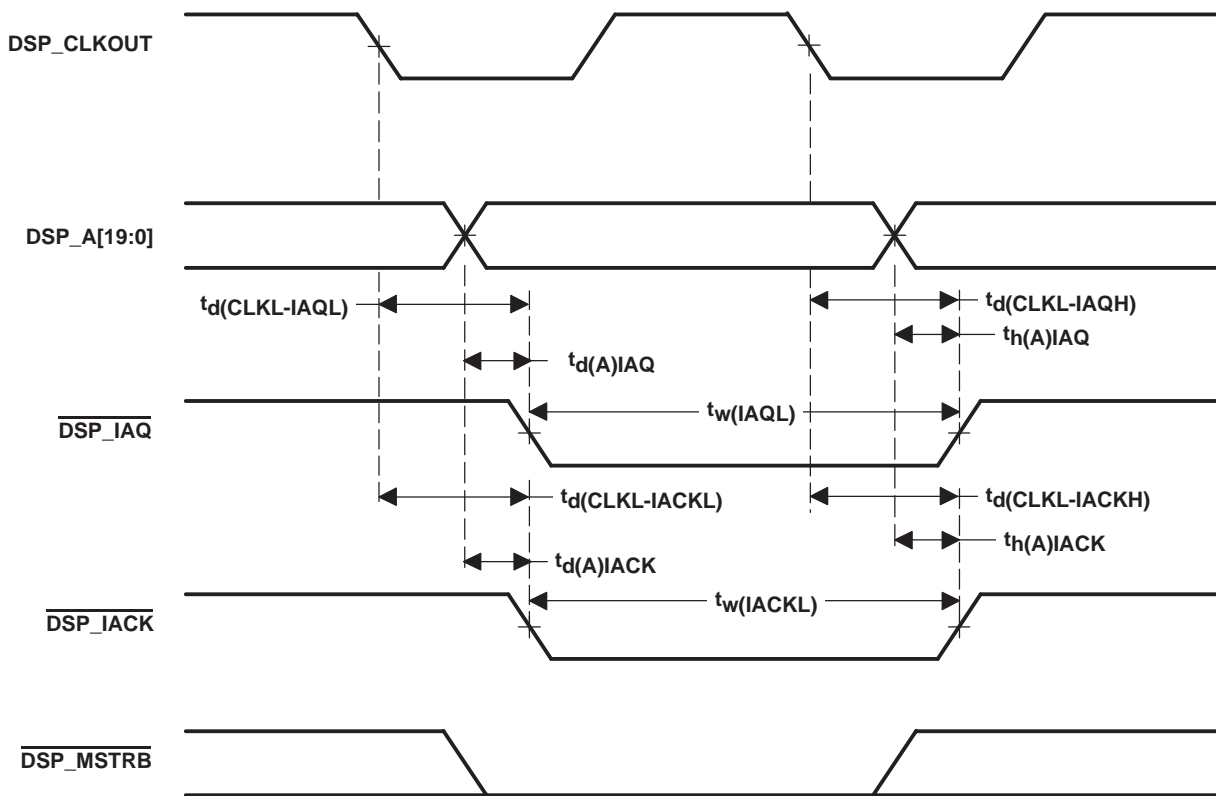 DSP_CLKOUT
DSP_A[19:0]
td(CLKL-IAQL)
td(CLKL-IAQH)
th(A)IAQ
td(A)IAQ
tw(IAQL)
DSP_IAQ
td(CLKL-IACKL)
td(CLKL-IACKH)
th(A)IACK
td(A)IACK
tw(IACKL)
DSP_IACK
DSP_MSTRB